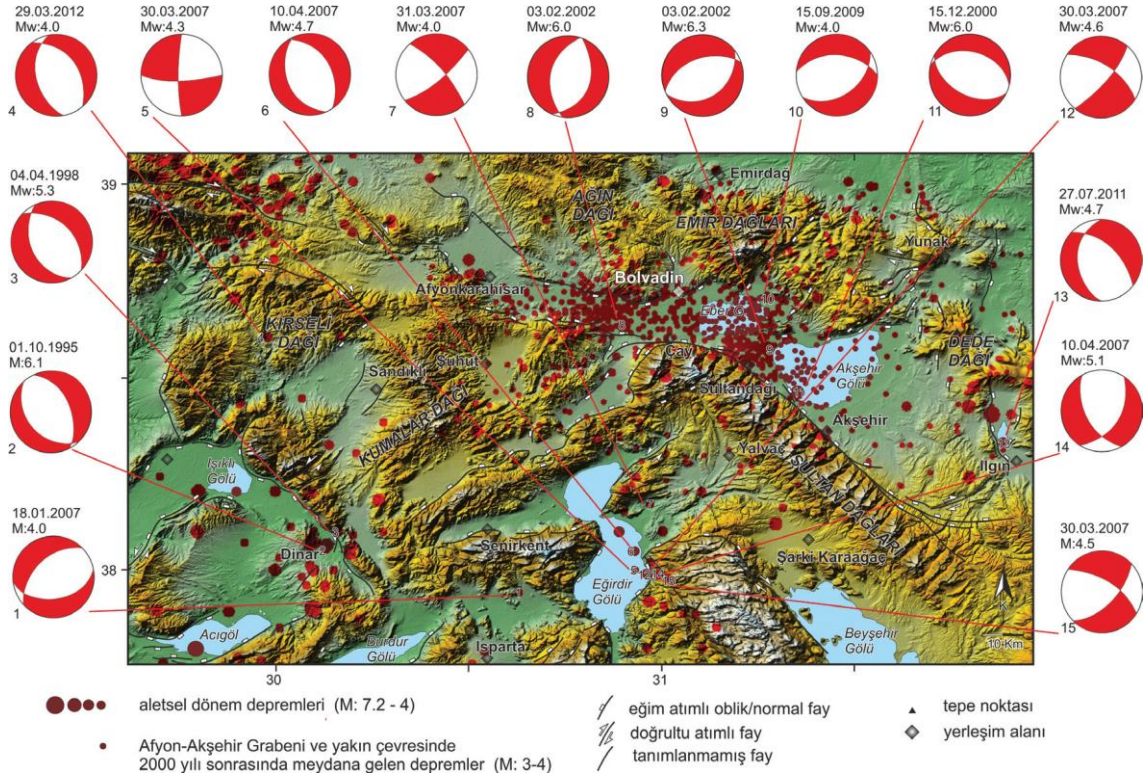 29.03.2012
Mw:4.0
4
30.03.2007
Mw:4.3
5
10.04.2007
Mw:4.7
6
31.03.2007
Mw:4.0
7
03.02.2002
Mw:6.0
8
03.02.2002
Mw:6.3
9
15.09.2009
Mw:4.0
10
15.12.2000
Mw:6.0
11
30.03.2007
Mw:4.6
12
04.04.1998
Mw:5.3
3
01.10.1995
M:6.1
2
18.01.2007
M:4.0
1
27.07.2011
Mw:4.7
13
10.04.2007
Mw:5.1
14
30.03.2007
M:4.5
15
39
38
30
31
Emirdağ
AĞIN
DAĞI
EMİR DAĞLARI
Yunak
Bolvadin
Afyonkarahisar
10
8
9
KIRSELİ
DAĞI
Şuhut
Çay
Akşehir
Gölü
DEDE
DAĞI
Sandıklı
Sultandağı
KUMALAR DAĞI
Akşehir
Yalvaç
SULTAN DAĞLARI
Ilgın
Işıklı
Gölü
Dinar
Senirkent
Şarki Karaağaç
Eğirdir
Gölü
Acıgöl
Burdur
Gölü
Isparta
Beyşehir
Gölü
10 Km
aletsel dönem depremleri (M: 7.2 - 4)
Afyon-Akşehir Grabeni ve yakın çevresinde
2000 yılı sonrasında meydana gelen depremler (M: 3-4)
eğim atımlı oblik/normal fay
doğrultu atımlı fay
tanımlanmamış fay
tepe noktası
yerleşim alanı